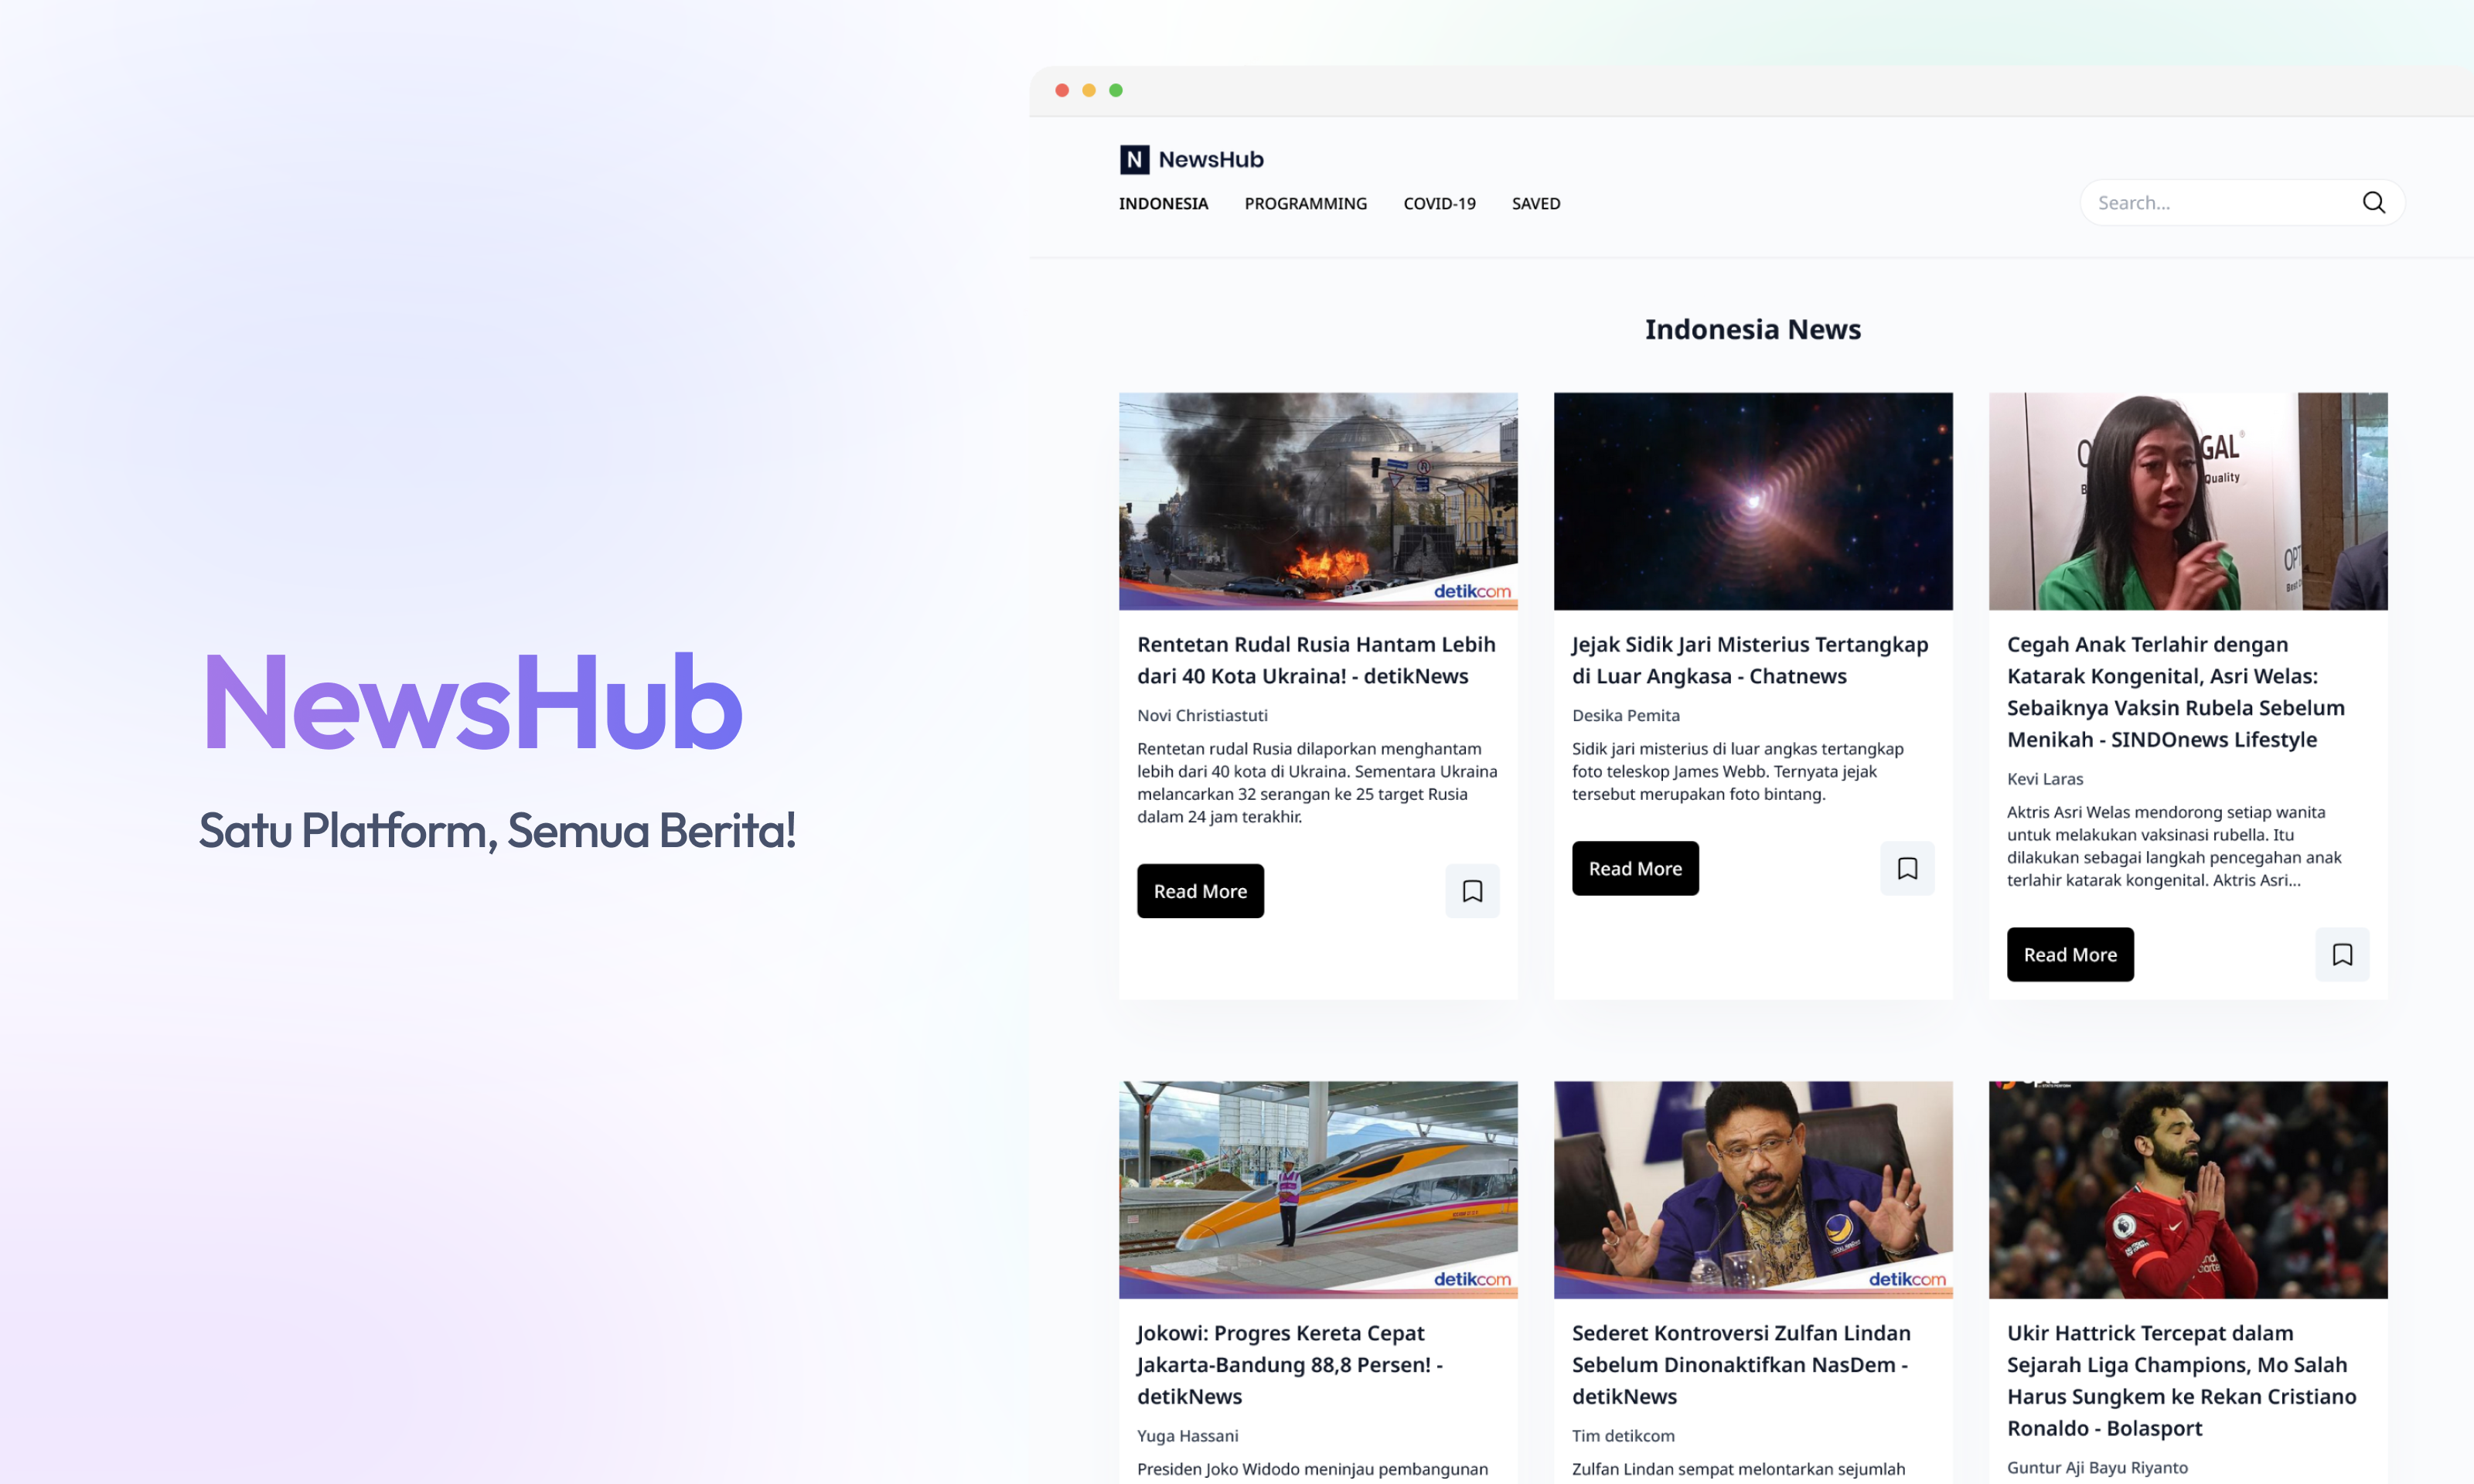 NewsHub
Satu Platform, Semua Berita!
N NewsHub
INDONESIA PROGRAMMING COVID-19 SAVED
Search...
Indonesia News
detikcom
GAL
Quality
Rentetan Rudal Rusia Hantam Lebih
dari 40 Kota Ukraina! - detikNews
Novi Christiastuti
Rentetan rudal Rusia dilaporkan menghantam
lebih dari 40 kota di Ukraina. Sementara Ukraina
melancarkan 32 serangan ke 25 target Rusia
dalam 24 jam terakhir.
Read More
Jejak Sidik Jari Misterius Tertangkap
di Luar Angkasa - Chatnews
Desika Pemita
Sidik jari misterius di luar angkas tertangkap
foto teleskop James Webb. Ternyata jejak
tersebut merupakan foto bintang.
Read More
Cegah Anak Terlahir dengan
Katarak Kongenital, Asri Welas:
Sebaiknya Vaksin Rubela Sebelum
Menikah - SINDOnews Lifestyle
Kevi Laras
Aktris Asri Welas mendorong setiap wanita
untuk melakukan vaksinasi rubella. Itu
dilakukan sebagai langkah pencegahan anak
terlahir katarak kongenital. Aktris Asri...
Read More
detikcom
detikcom
Jokowi: Progres Kereta Cepat
Jakarta-Bandung 88,8 Persen! -
detikNews
Yuga Hassani
Presiden Joko Widodo meninjau pembangunan
Sederet Kontroversi Zulfan Lindan
Sebelum Dinonaktifkan NasDem -
detikNews
Tim detikcom
Zulfan Lindan sempat melontarkan sejumlah
Ukir Hattrick Tercepat dalam
Sejarah Liga Champions, Mo Salah
Harus Sungkem ke Rekan Cristiano
Ronaldo - Bolasport
Guntur Aji Bayu Riyanto